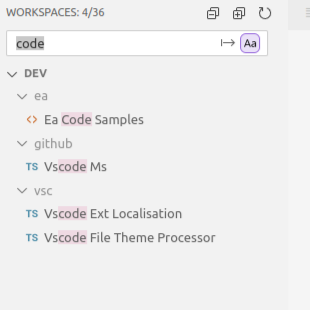 WORKSPACES: 4/36
code Aa
DEV
ea
Ea Code Samples
github
TS Vscode Ms
vsc
TS Vscode Ext Localisation
TS Vscode File Theme Processor